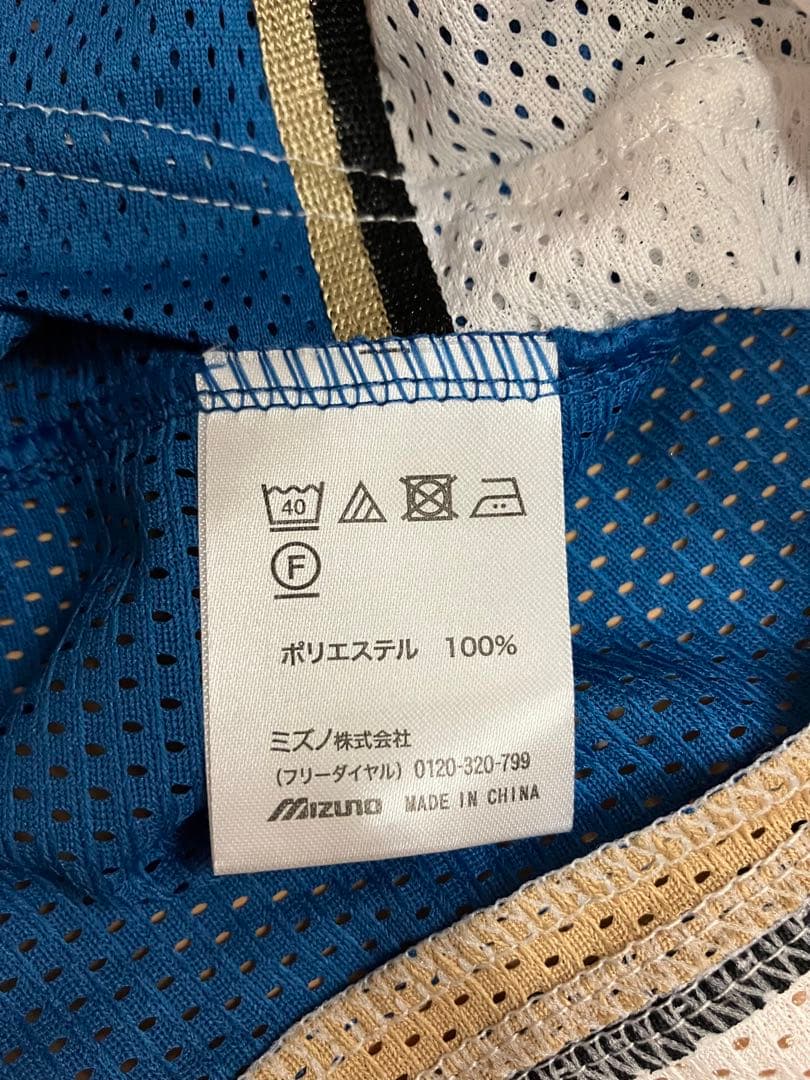 40
F
ポリエステル 100%
ミズノ株式会社
(フリーダイヤル) 0120-320-799
MIZUNO MADE IN CHINA